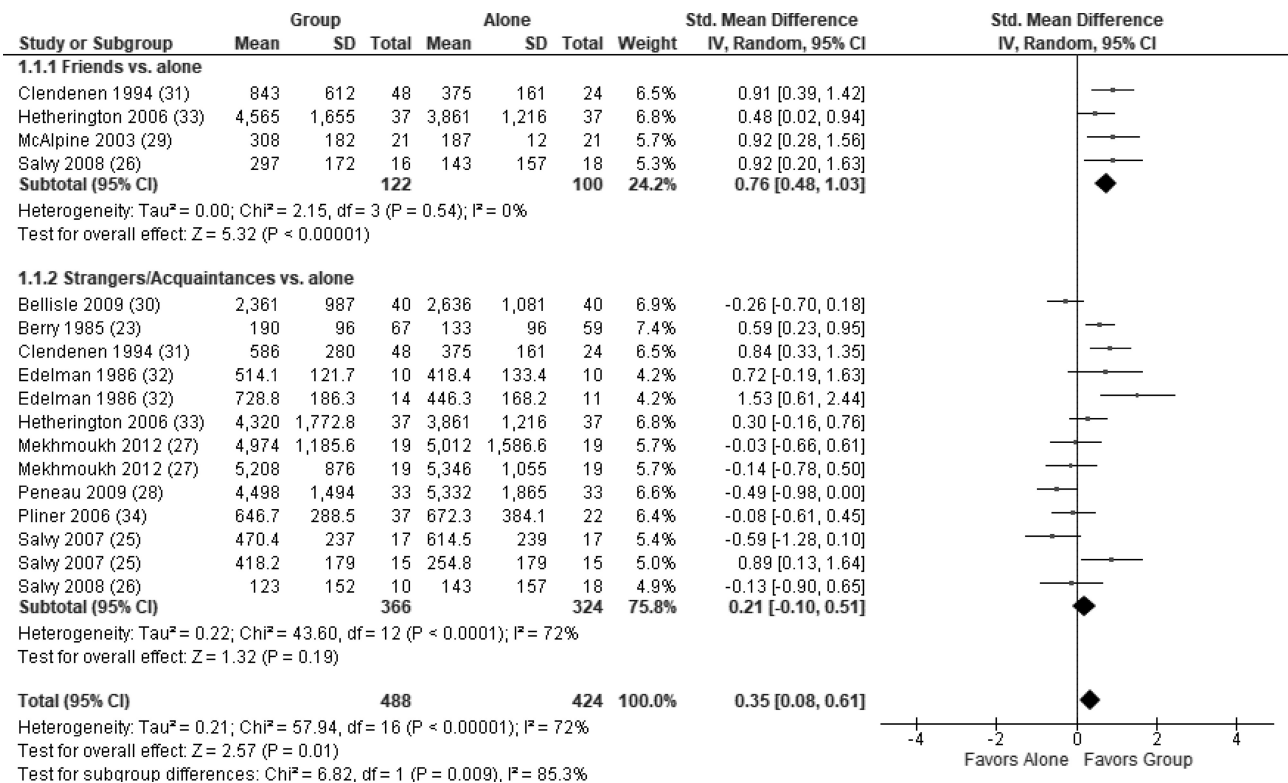 Group Alone Std. Mean Difference Std. Mean Difference
Study or Subgroup Mean SD Total Mean SD Total Weight IV, Random, 95% CI IV, Random, 95% CI
1.1.1 Friends vs. alone
Clendenen 1994 (31) 843 612 48 375 161 24 6.5% 0.91 [0.39, 1.42]
Hetherington 2006 (33) 4,565 1,655 37 3,861 1,216 37 6.8% 0.48 [0.02, 0.94]
McAlpine 2003 (29) 308 182 21 187 12 21 5.7% 0.92 [0.28, 1.56]
Salvy 2008 (26) 297 172 16 143 157 18 5.3% 0.92 [0.20, 1.63]
Subtotal (95% CI) 122 100 24.2% 0.76 [0.48, 1.03]
Heterogeneity: Tau² = 0.00; Chi² = 2.15, df = 3 (P = 0.54); I² = 0%
Test for overall effect: Z = 5.32 (P < 0.00001)
1.1.2 Strangers/Acquaintances vs. alone
Bellisle 2009 (30) 2,361 987 40 2,636 1,081 40 6.9% -0.26 [-0.70, 0.18]
Berry 1985 (23) 190 96 67 133 96 59 7.4% 0.59 [0.23, 0.95]
Clendenen 1994 (31) 586 280 48 375 161 24 6.5% 0.84 [0.33, 1.35]
Edelman 1986 (32) 514.1 121.7 10 418.4 133.4 10 4.2% 0.72 [-0.19, 1.63]
Edelman 1986 (32) 728.8 186.3 14 446.3 168.2 11 4.2% 1.53 [0.61, 2.44]
Hetherington 2006 (33) 4,320 1,772.8 37 3,861 1,216 37 6.8% 0.30 [-0.16, 0.76]
Mekhmoukh 2012 (27) 4,974 1,185.6 19 5,012 1,586.6 19 5.7% -0.03 [-0.66, 0.61]
Mekhmoukh 2012 (27) 5,208 876 19 5,346 1,055 19 5.7% -0.14 [-0.78, 0.50]
Peneau 2009 (28) 4,498 1,494 33 5,332 1,865 33 6.6% -0.49 [-0.98, 0.00]
Pliner 2006 (34) 646.7 288.5 37 672.3 384.1 22 6.4% -0.08 [-0.61, 0.45]
Salvy 2007 (25) 470.4 237 17 614.5 239 17 5.4% -0.59 [-1.28, 0.10]
Salvy 2007 (25) 418.2 179 15 254.8 179 15 5.0% 0.89 [0.13, 1.64]
Salvy 2008 (26) 123 152 10 143 157 18 4.9% -0.13 [-0.90, 0.65]
Subtotal (95% CI) 366 324 75.8% 0.21 [-0.10, 0.51]
Heterogeneity: Tau² = 0.22; Chi² = 43.60, df = 12 (P < 0.0001); I² = 72%
Test for overall effect: Z = 1.32 (P = 0.19)
Total (95% CI) 488 424 100.0% 0.35 [0.08, 0.61]
Heterogeneity: Tau² = 0.21; Chi² = 57.94, df = 16 (P < 0.00001); I² = 72%
Test for overall effect: Z = 2.57 (P = 0.01)
Test for subgroup differences: Chi² = 6.82, df = 1 (P = 0.009), I² = 85.3%
-4 -2 0 2 4
Favors Alone Favors Group